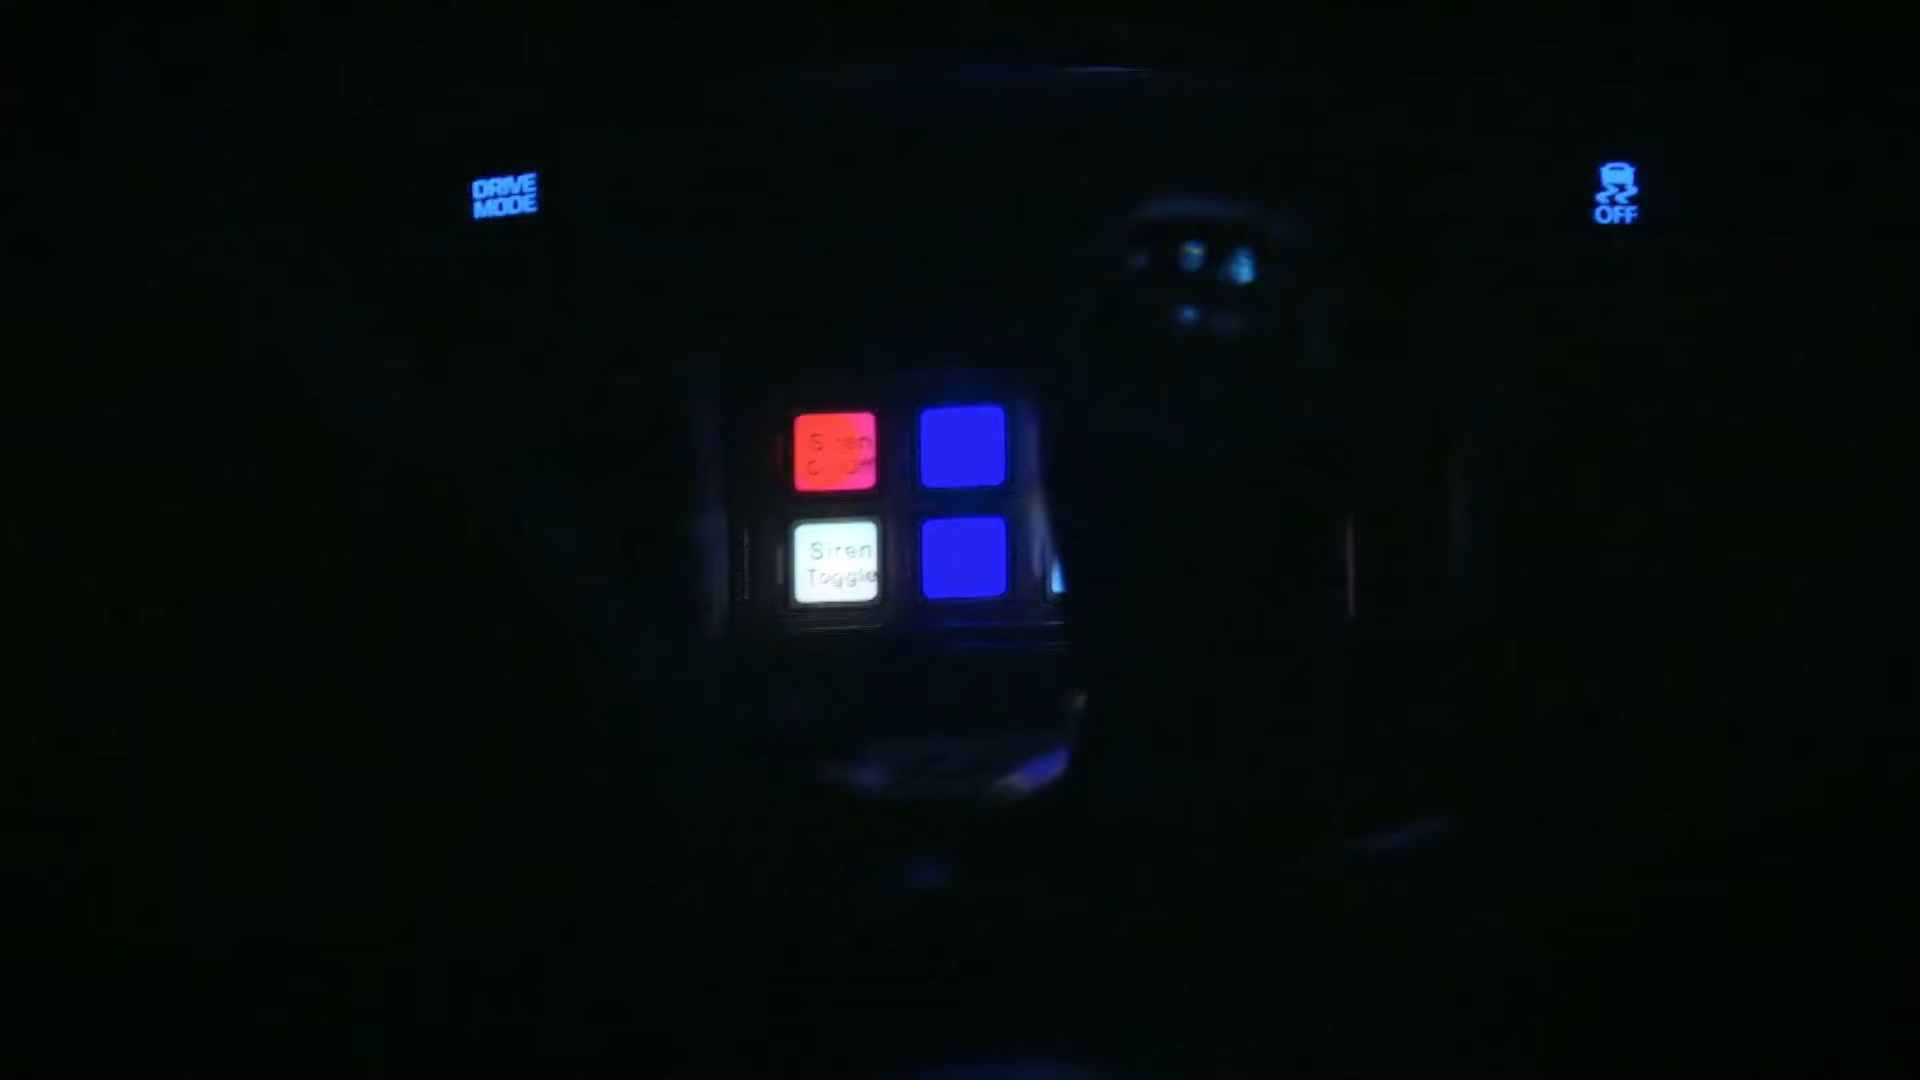 DRIVE
MODE
OFF
Siren
Siren
Toggle